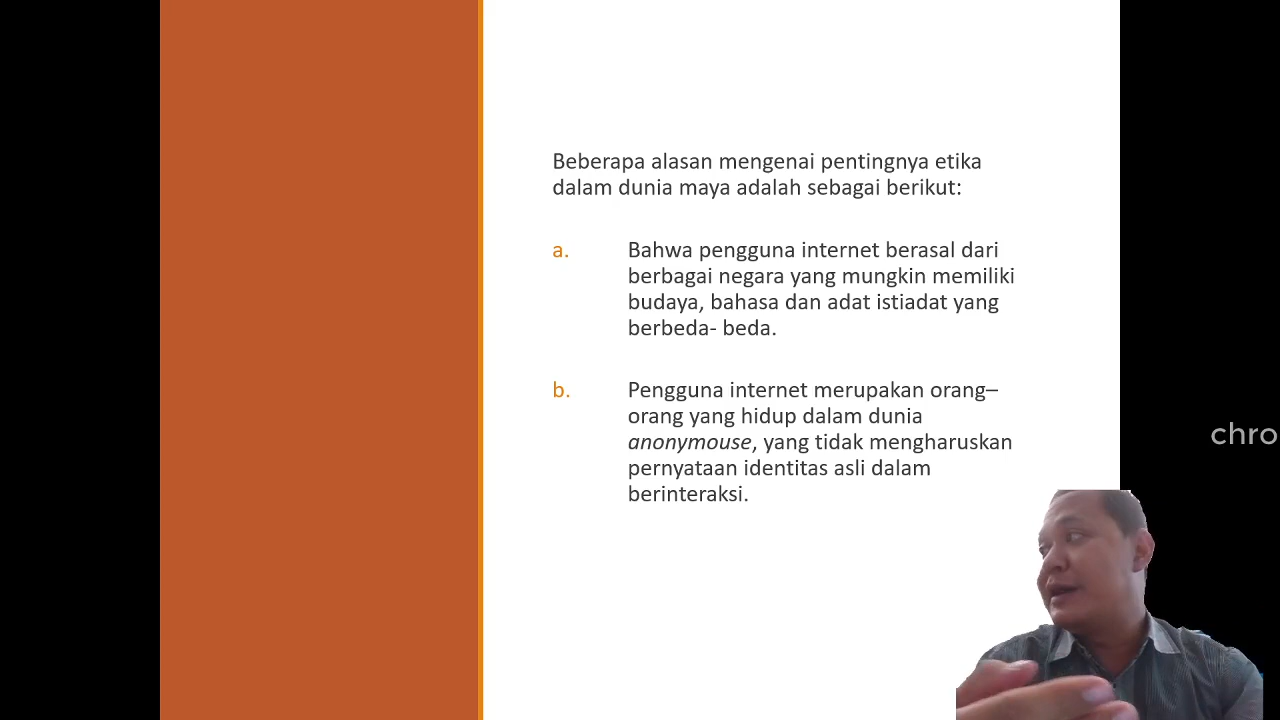 Beberapa alasan mengenai pentingnya etika
dalam dunia maya adalah sebagai berikut:
a. Bahwa pengguna internet berasal dari
berbagai negara yang mungkin memiliki
budaya, bahasa dan adat istiadat yang
berbeda- beda.
b. Pengguna internet merupakan orang–
orang yang hidup dalam dunia
anonymouse, yang tidak mengharuskan
pernyataan identitas asli dalam
berinteraksi.
chro